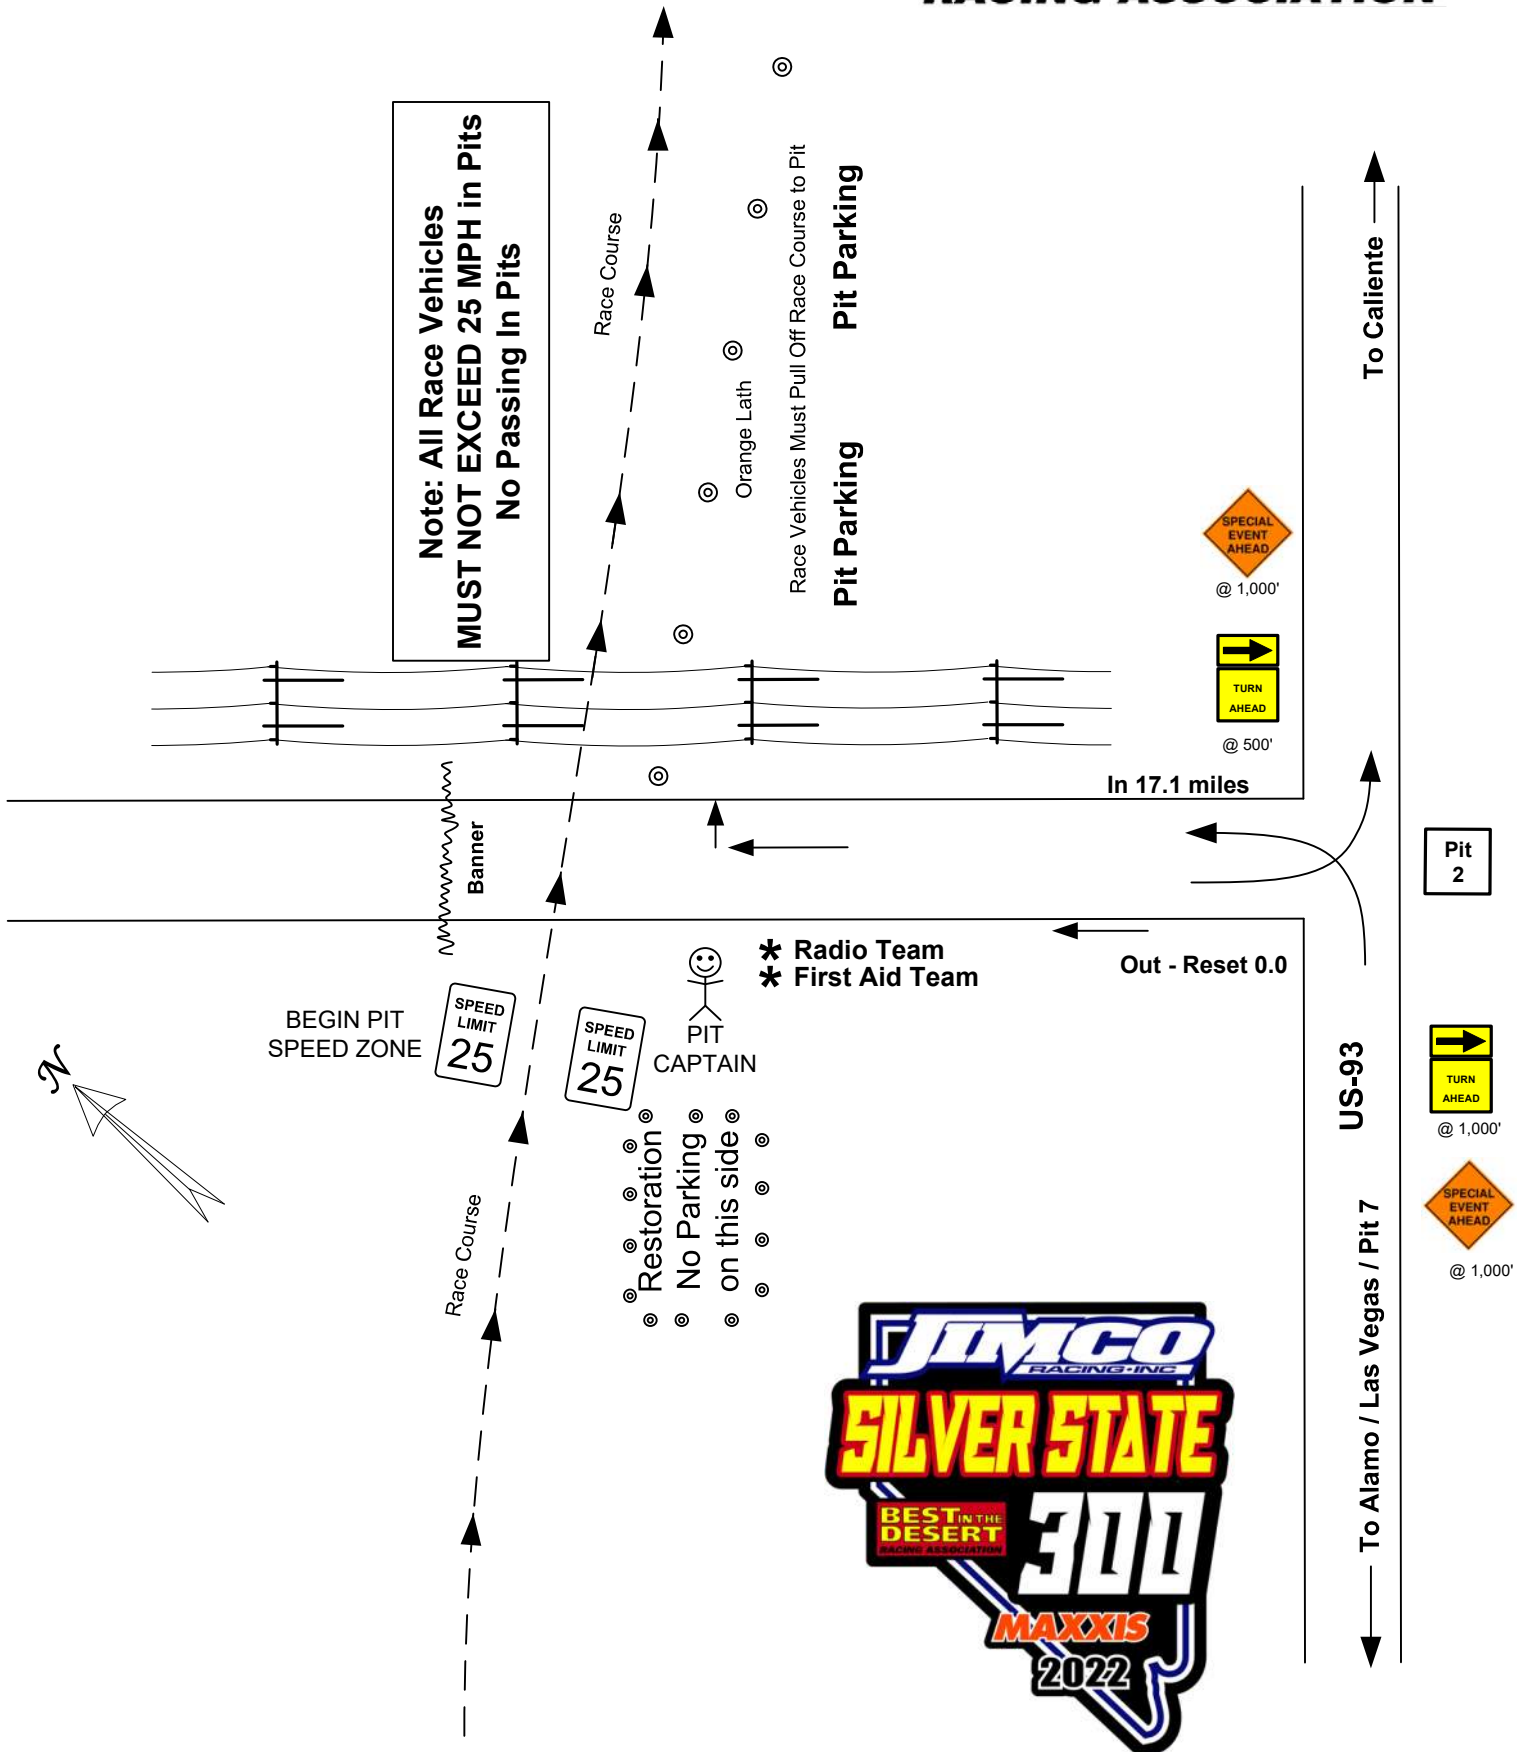 RACING ASSOCIATION
Note: All Race Vehicles
MUST NOT EXCEED 25 MPH in Pits
No Passing In Pits
Race Course
Orange Lath
Race Vehicles Must Pull Off Race Course to Pit
Pit Parking
Pit Parking
To Caliente
SPECIAL
EVENT
AHEAD
@ 1,000'
TURN
AHEAD
@ 500'
In 17.1 miles
Banner
Pit
2
* Radio Team
* First Aid Team
Out - Reset 0.0
BEGIN PIT
SPEED ZONE
SPEED
LIMIT
25
SPEED
LIMIT
25
PIT
CAPTAIN
N
US-93
TURN
AHEAD
@ 1,000'
SPECIAL
EVENT
AHEAD
@ 1,000'
Restoration
No Parking
on this side
Race Course
To Alamo / Las Vegas / Pit 7
JIMCO
RACING·INC
SILVER STATE
300
BEST IN THE
DESERT
RACING ASSOCIATION
MAXXIS
2022